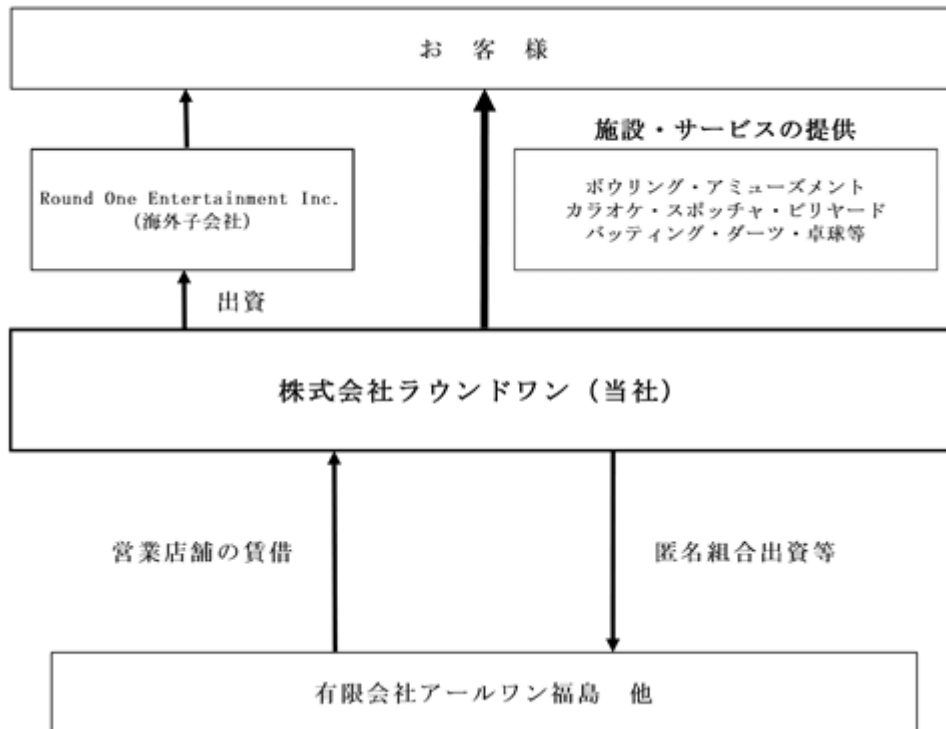 お　客　様
施設・サービスの提供
Round One Entertainment Inc.
(海外子会社)
ボウリング・アミューズメント
カラオケ・スポッチャ・ビリヤード
バッティング・ダーツ・卓球等
出資
株式会社ラウンドワン（当社）
営業店舗の賃借
匿名組合出資等
有限会社アールワン福島　他